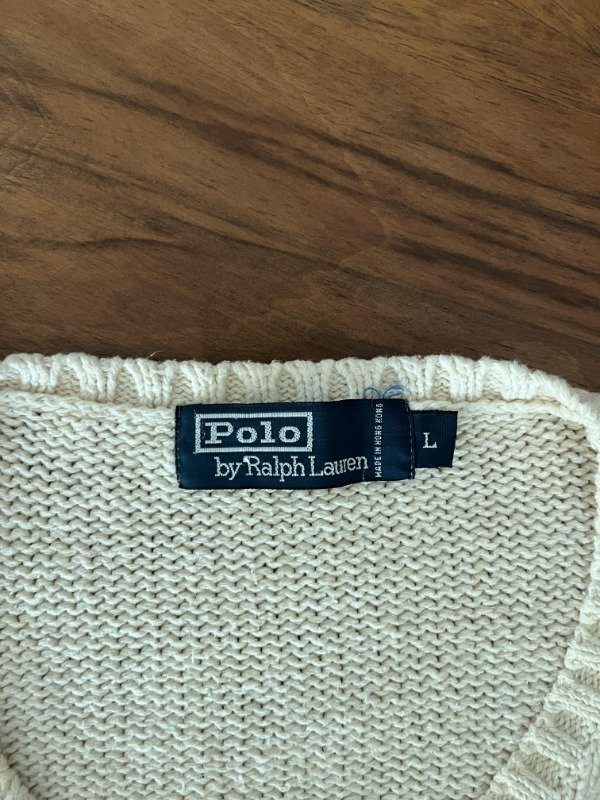 Polo
by Ralph Lauren
MADE IN HONG KONG
L